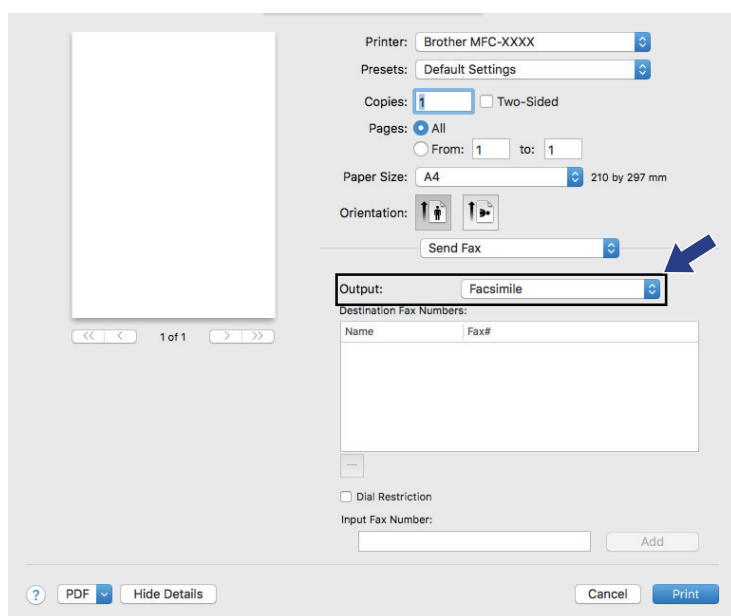 Printer: Brother MFC-XXXX
Presets: Default Settings
Copies: 1 Two-Sided
Pages: All
From: 1 to: 1
Paper Size: A4 210 by 297 mm
Orientation:
Send Fax
Output: Facsimile
Destination Fax Numbers:
Name Fax#
<< < 1 of 1 > >>
Dial Restriction
Input Fax Number:
Add
? PDF Hide Details Cancel Print